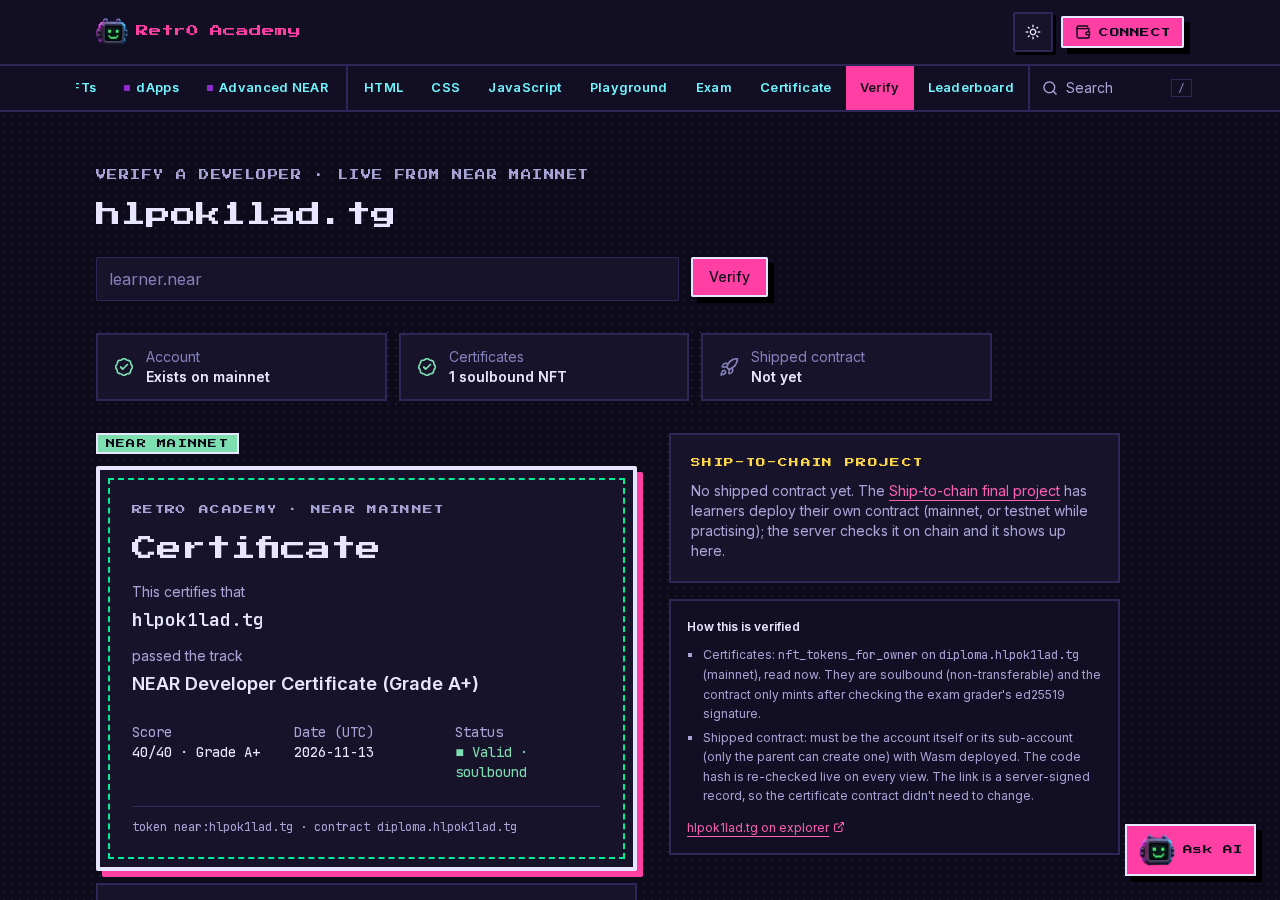 Retr0 Academy
CONNECT
Ts
dApps
Advanced NEAR
HTML
CSS
JavaScript
Playground
Exam
Certificate
Verify
Leaderboard
Search
/
VERIFY A DEVELOPER · LIVE FROM NEAR MAINNET
hlpok1lad.tg
learner.near
Verify
Account
Exists on mainnet
Certificates
1 soulbound NFT
Shipped contract
Not yet
NEAR MAINNET
RETRO ACADEMY · NEAR MAINNET
Certificate
This certifies that
hlpok1lad.tg
passed the track
NEAR Developer Certificate (Grade A+)
Score
40/40 · Grade A+
Date (UTC)
2026-11-13
Status
■ Valid ·
soulbound
token near:hlpok1lad.tg · contract diploma.hlpok1lad.tg
SHIP-TO-CHAIN PROJECT
No shipped contract yet. The Ship-to-chain final project has
learners deploy their own contract (mainnet, or testnet while
practising); the server checks it on chain and it shows up
here.
How this is verified
▪ Certificates: nft_tokens_for_owner on diploma.hlpok1lad.tg
(mainnet), read now. They are soulbound (non-transferable) and the
contract only mints after checking the exam grader's ed25519
signature.
▪ Shipped contract: must be the account itself or its sub-account
(only the parent can create one) with Wasm deployed. The code
hash is re-checked live on every view. The link is a server-signed
record, so the certificate contract didn't need to change.
hlpok1lad.tg on explorer
Ask AI